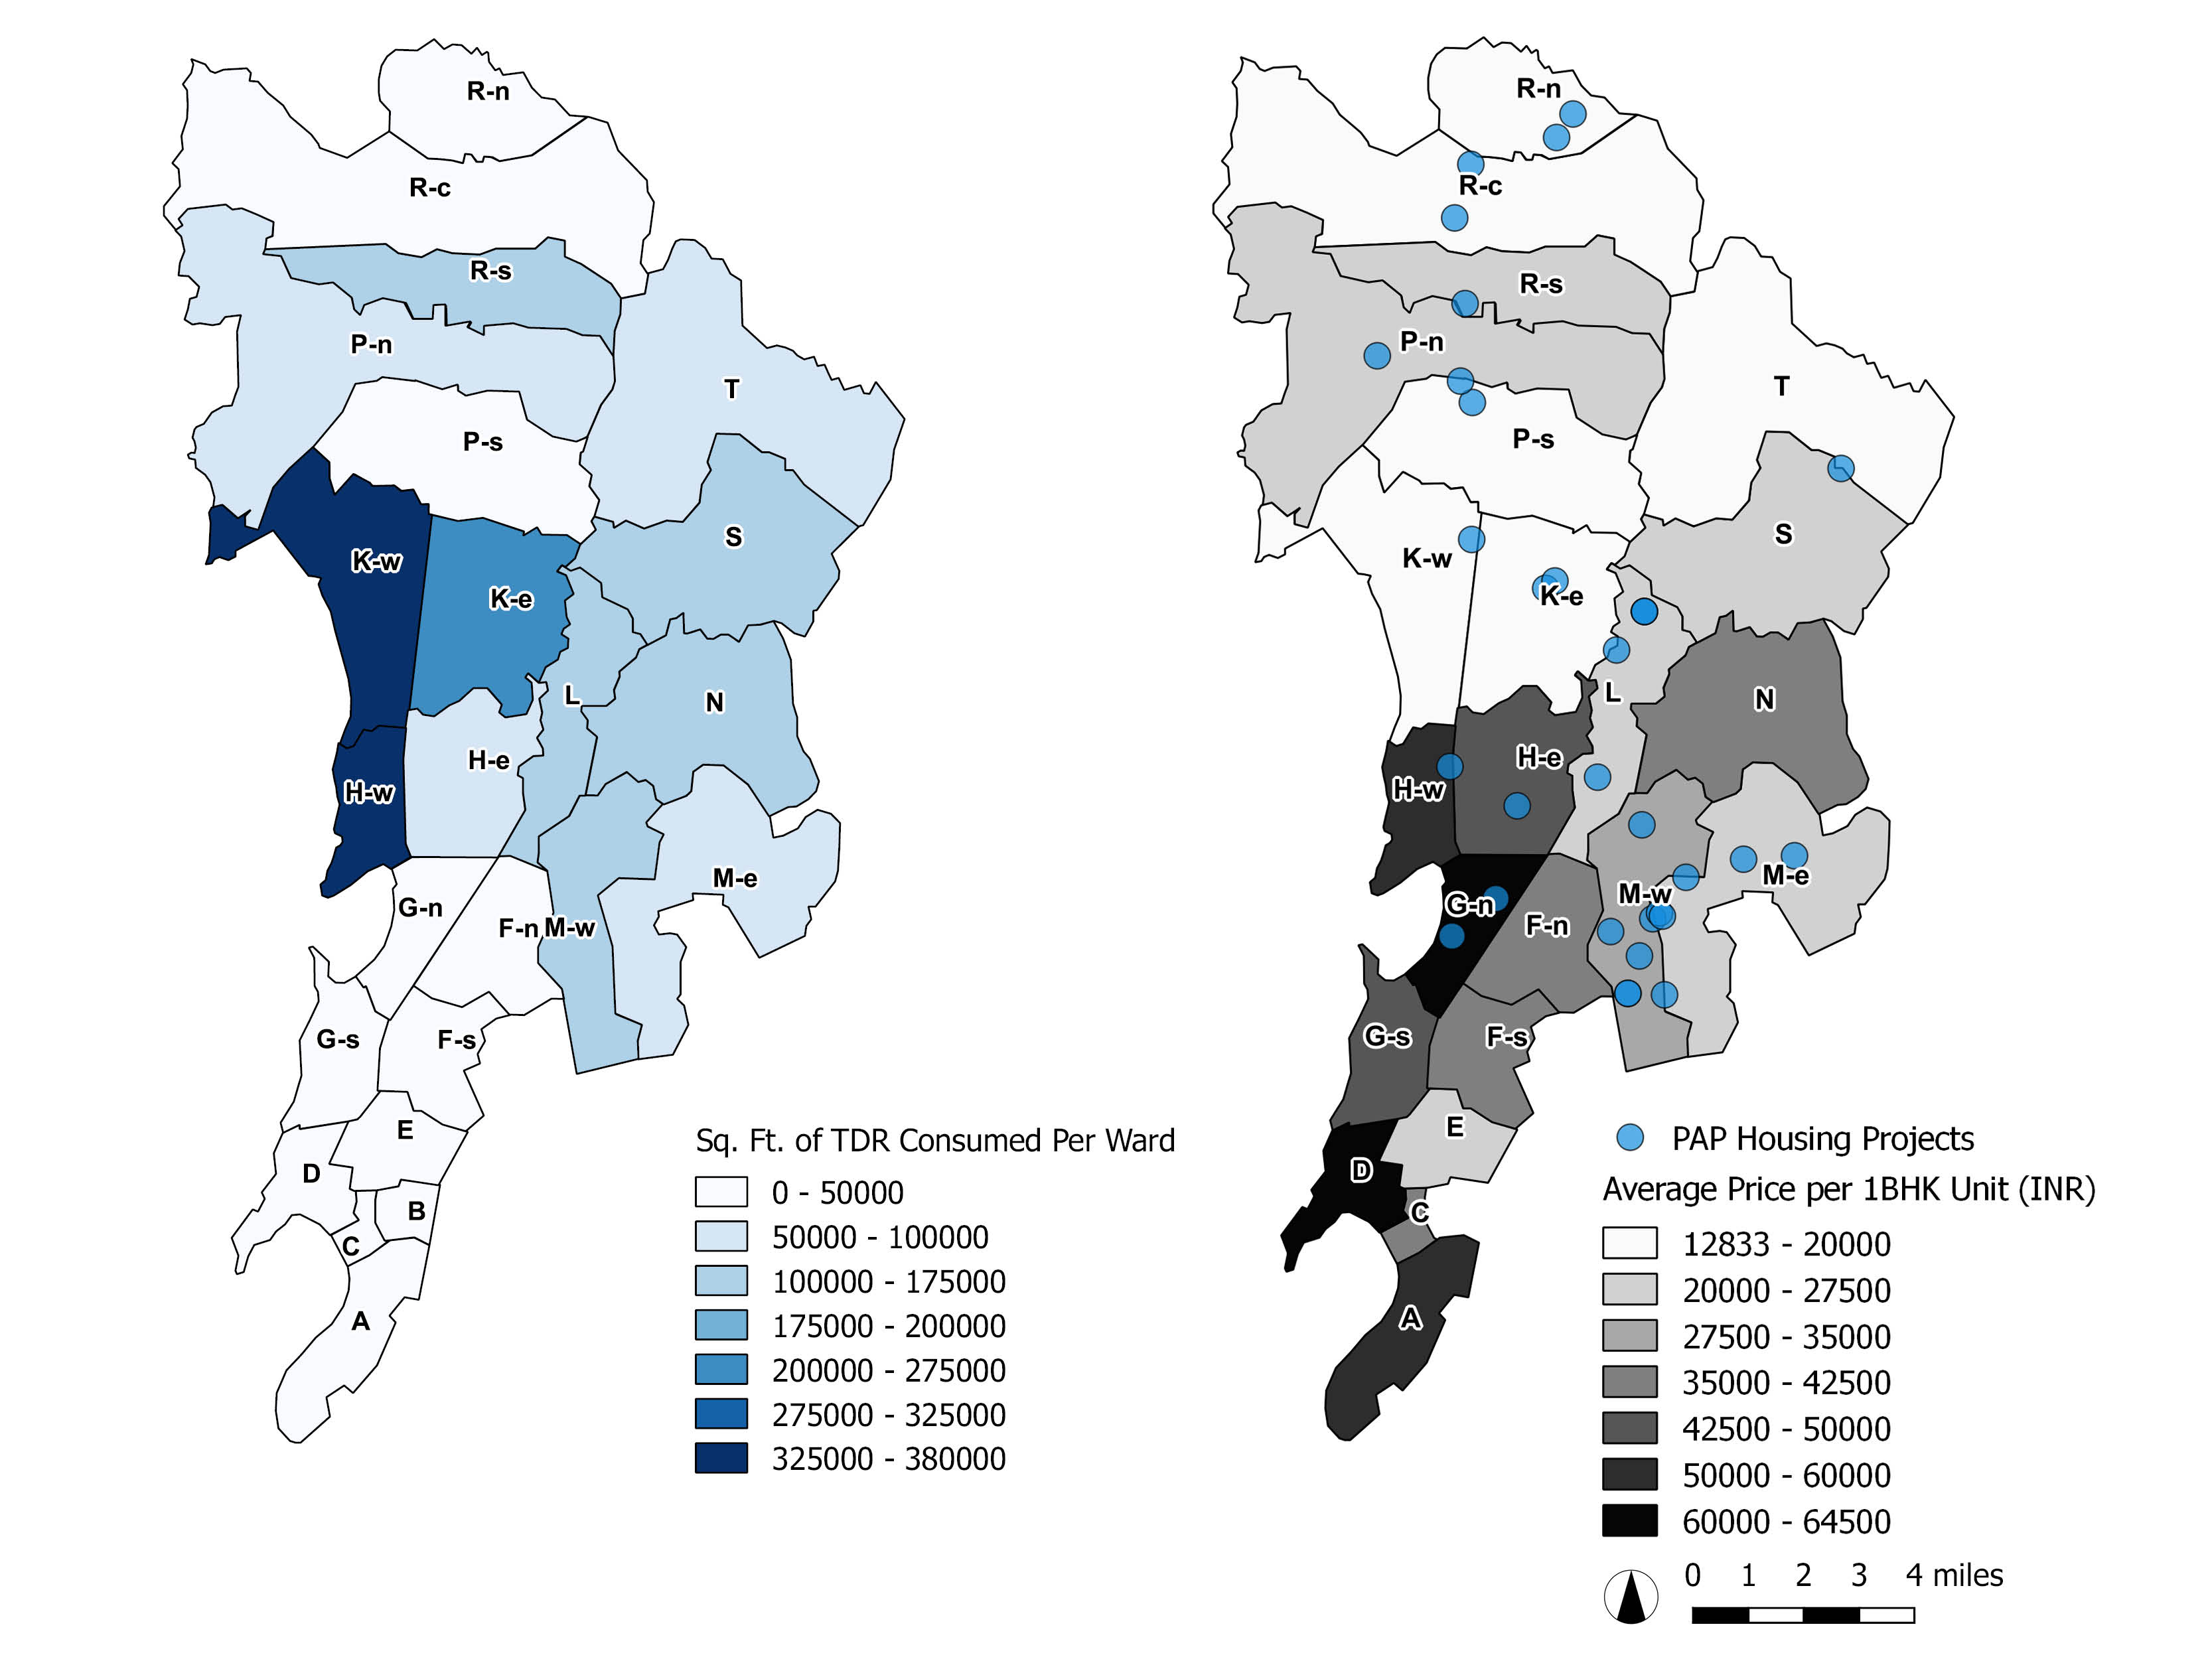 R-n
R-c
R-s
P-n
T
P-s
S
K-w
K-e
L
N
H-e
H-w
M-e
G-n
F-n
M-w
G-s
F-s
E
D
B
C
A
Sq. Ft. of TDR Consumed Per Ward
0 - 50000
50000 - 100000
100000 - 175000
175000 - 200000
200000 - 275000
275000 - 325000
325000 - 380000
R-n
R-c
R-s
P-n
T
P-s
S
K-w
K-e
L
N
H-e
H-w
M-e
M-w
G-n
F-n
G-s
F-s
E
D
C
A
PAP Housing Projects
Average Price per 1BHK Unit (INR)
12833 - 20000
20000 - 27500
27500 - 35000
35000 - 42500
42500 - 50000
50000 - 60000
60000 - 64500
0 1 2 3 4 miles